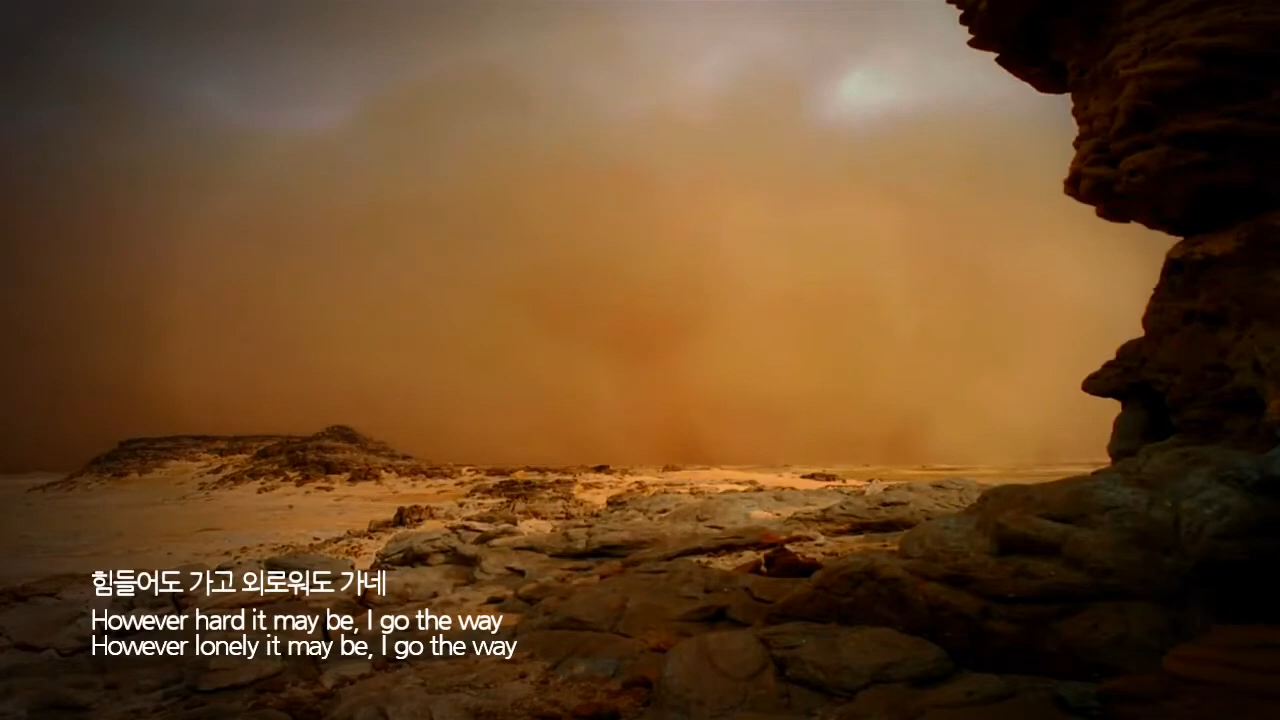 힘들어도 가고 외로워도 가네
However hard it may be, I go the way
However lonely it may be, I go the way